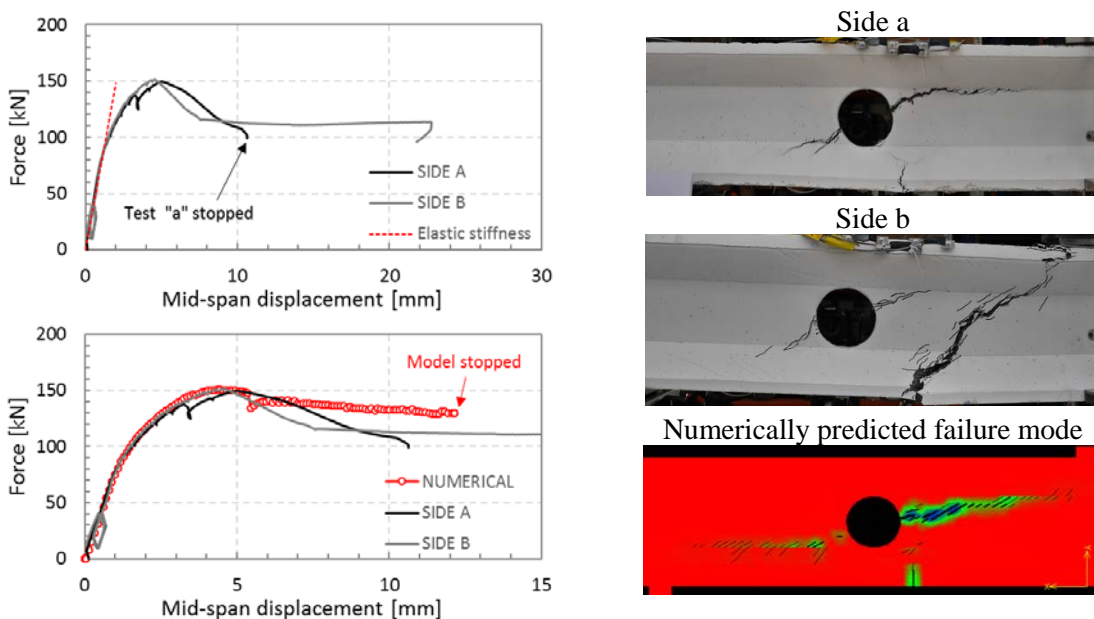 200
150
100
50
0
Force [kN]
SIDE A
SIDE B
Elastic stiffness
Test "a" stopped
0
10
20
30
Mid-span displacement [mm]
200
150
100
50
0
Force [kN]
Model stopped
NUMERICAL
SIDE A
SIDE B
0
5
10
15
Mid-span displacement [mm]
Side a
Side b
Numerically predicted failure mode
X